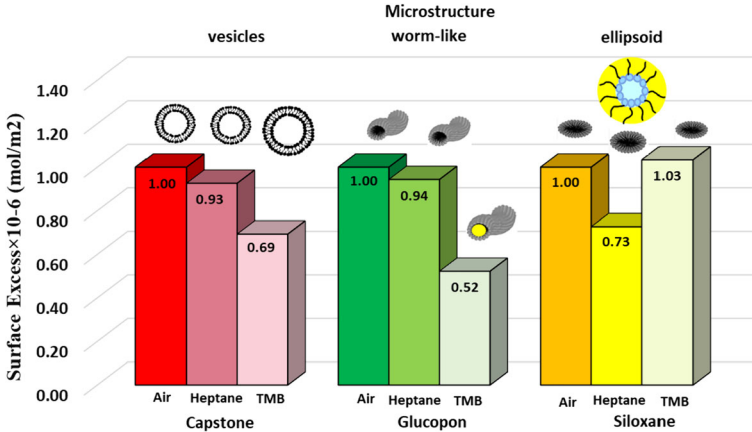 Microstructure
vesicles worm-like ellipsoid
Surface Excess×10-6 (mol/m2)
1.40
1.20
1.00
0.80
0.60
0.40
0.20
0.00
1.00 0.93 0.69 1.00 0.94 0.52 1.00 0.73 1.03
Air Heptane TMB Air Heptane TMB Air Heptane TMB
Capstone Glucopon Siloxane